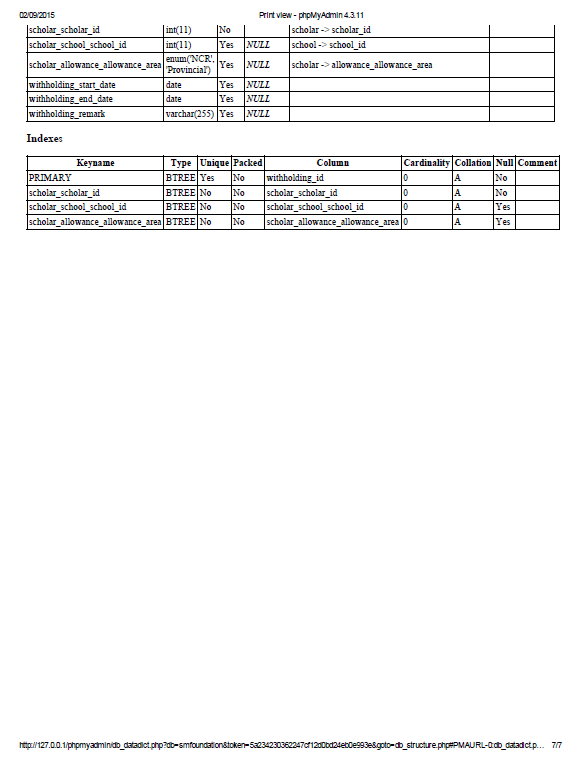 02/09/2015 Print view - phpMyAdmin 4.3.11
scholar_scholar_id int(11) No scholar -> scholar_id
scholar_school_school_id int(11) Yes NULL school -> school_id
scholar_allowance_allowance_area enum('NCR', 'Provincial') Yes NULL scholar -> allowance_allowance_area
withholding_start_date date Yes NULL
withholding_end_date date Yes NULL
withholding_remark varchar(255) Yes NULL
Indexes
Keyname Type Unique Packed Column Cardinality Collation Null Comment
PRIMARY BTREE Yes No withholding_id 0 A No
scholar_scholar_id BTREE No No scholar_scholar_id 0 A No
scholar_school_school_id BTREE No No scholar_school_school_id 0 A Yes
scholar_allowance_allowance_area BTREE No No scholar_allowance_allowance_area 0 A Yes
http://127.0.0.1/phpmyadmin/db_datadict.php?db=smfoundation&token=5a234230362247cf12d0bd24eb0e993e&goto=db_structure.php#PMAURL-0:db_datadict.p... 7/7